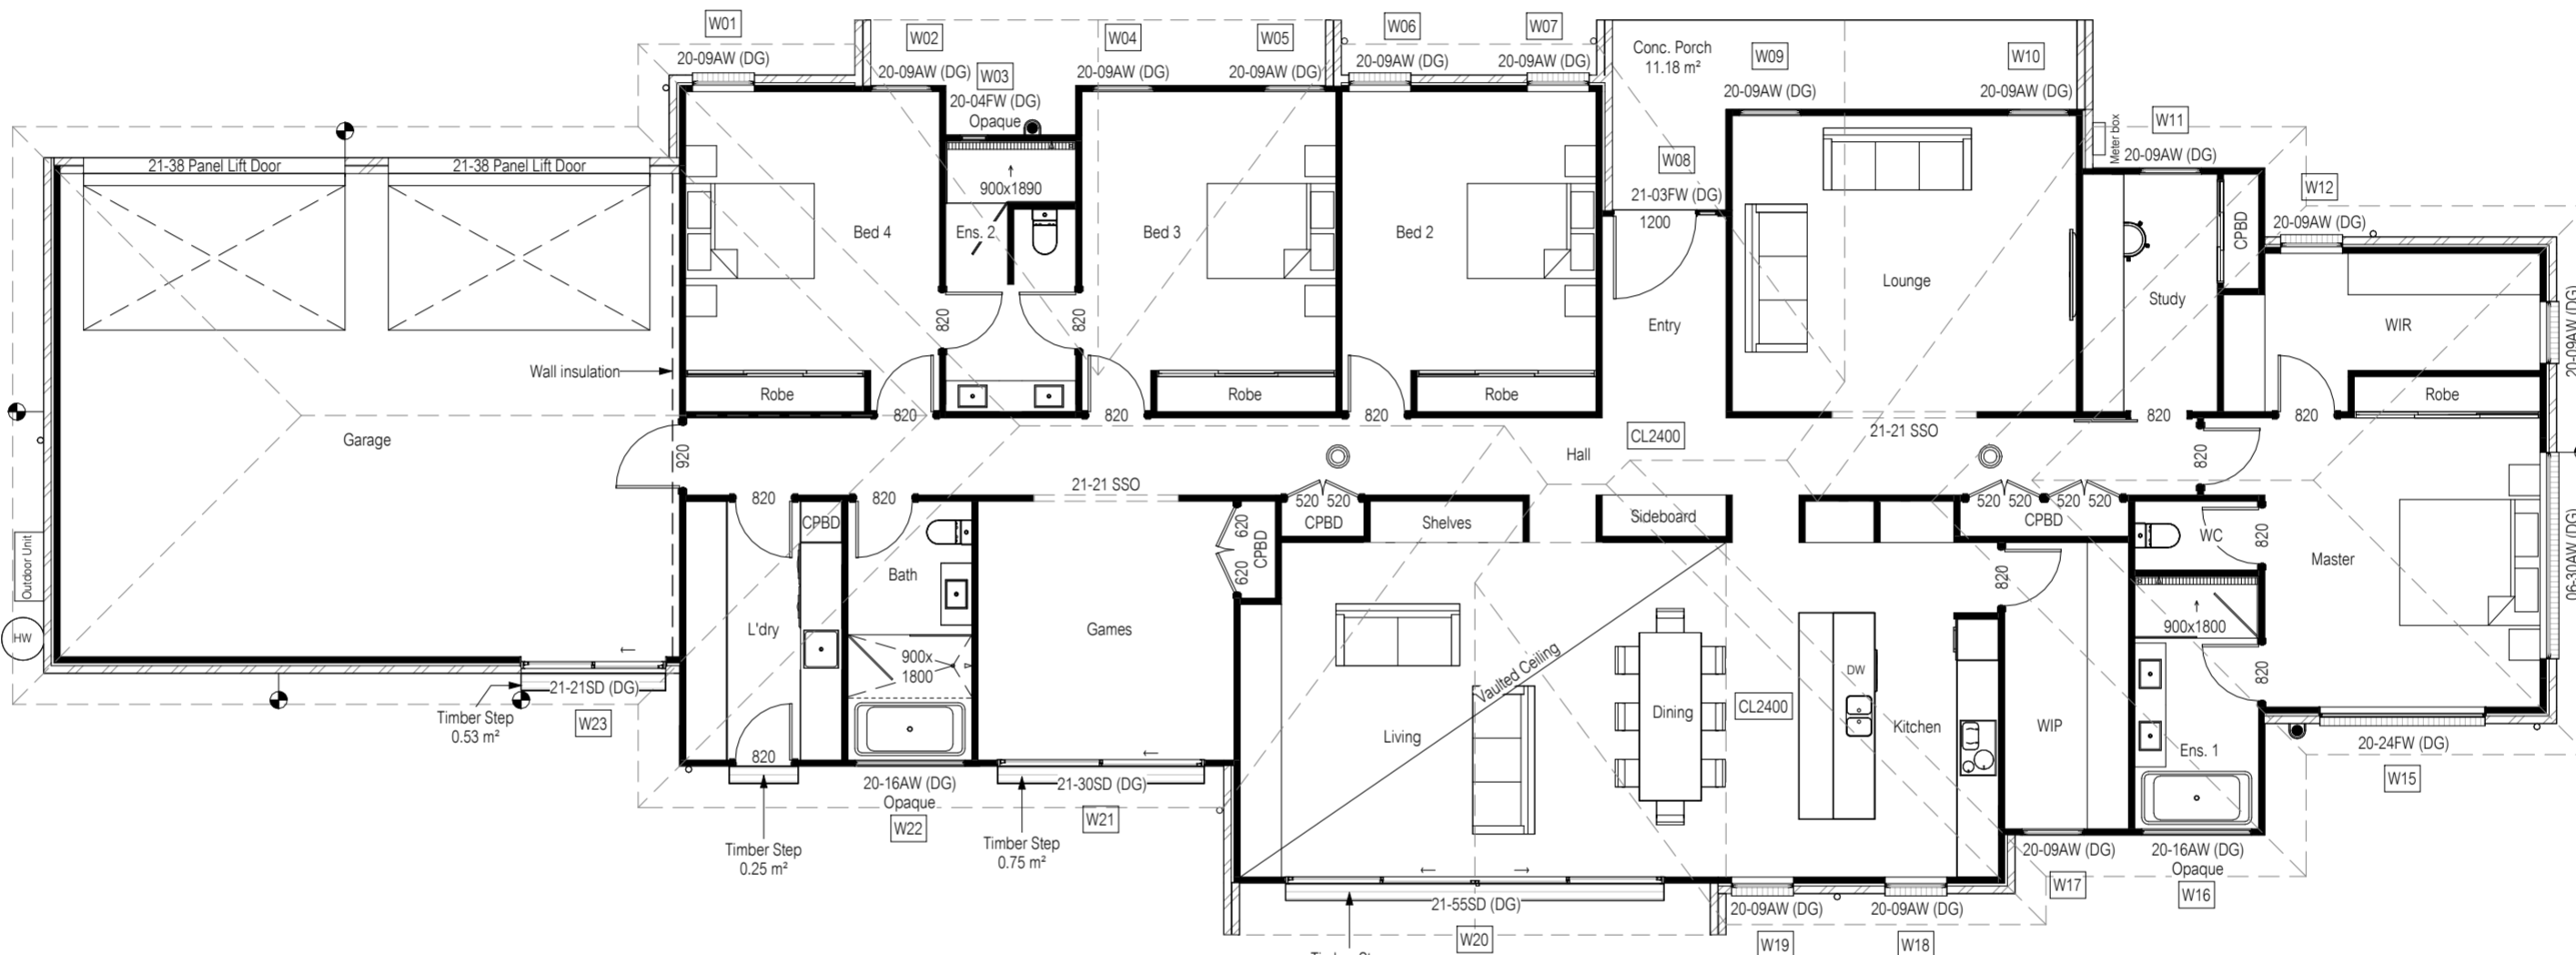 W01
20-09AW (DG)
W02
20-09AW (DG)
W03
20-04FW (DG)
Opaque
W04
20-09AW (DG)
W05
20-09AW (DG)
W06
20-09AW (DG)
W07
20-09AW (DG)
Conc. Porch
11.18 m²
W09
20-09AW (DG)
W10
20-09AW (DG)
Meter box
W11
20-09AW (DG)
W12
20-09AW (DG)
W08
21-03FW (DG)
1200
21-38 Panel Lift Door
21-38 Panel Lift Door
900x1890
Bed 4
Ens. 2
Bed 3
Bed 2
Entry
Lounge
Study
CPBD
WIR
20-09AW (DG)
820
820
Wall insulation
Robe
Robe
Robe
Robe
820
820
820
820
820
Garage
920
Hall
CL2400
21-21 SSO
820
06-30AW (DG)
820
820
21-21 SSO
520
520
520
520
520
520
CPBD
CPBD
Shelves
Sideboard
CPBD
620
620
CPBD
WC
820
Master
Outdoor Unit
HW
Bath
L'dry
Games
900x
1800
820
900x1800
820
Vaulted Ceiling
Living
Dining
CL2400
DW
Kitchen
WIP
Ens. 1
21-21SD (DG)
Timber Step
0.53 m²
W23
820
Timber Step
0.25 m²
20-16AW (DG)
Opaque
W22
21-30SD (DG)
Timber Step
0.75 m²
W21
20-24FW (DG)
W15
21-55SD (DG)
W20
20-09AW (DG)
W19
20-09AW (DG)
W18
20-09AW (DG)
W17
20-16AW (DG)
Opaque
W16